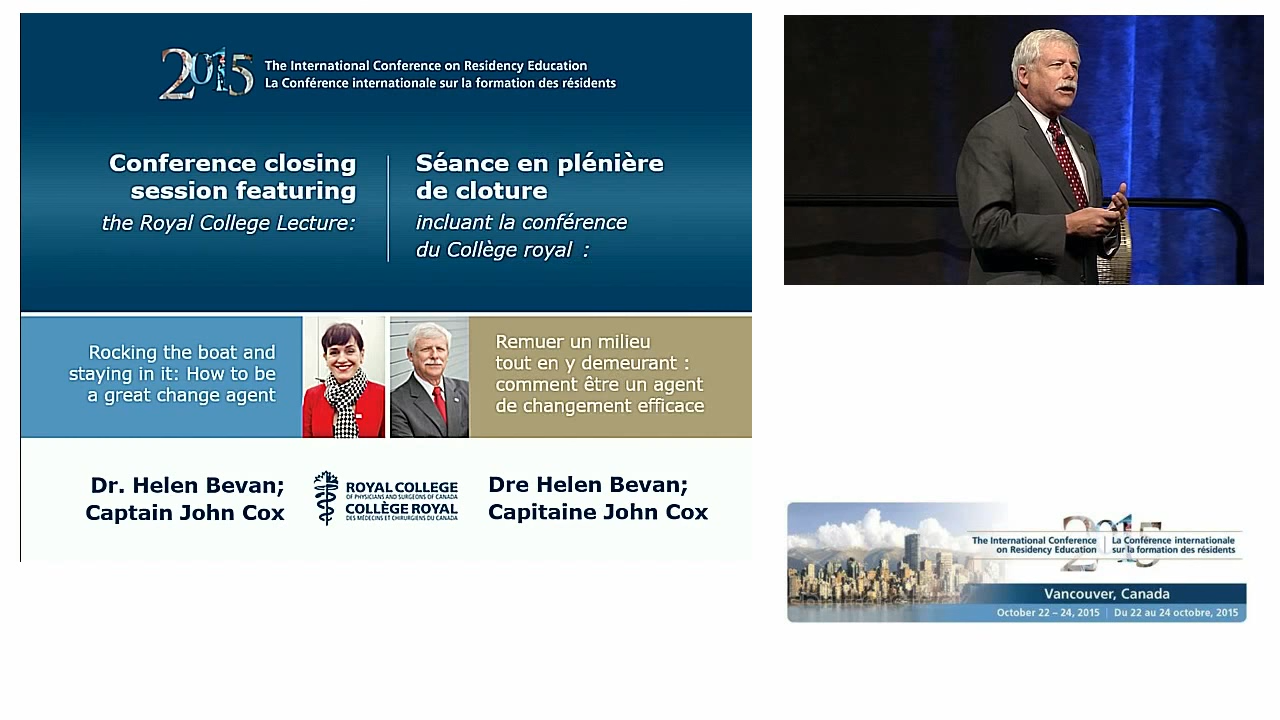 2015
The International Conference on Residency Education
La Conférence internationale sur la formation des résidents
Conference closing
session featuring
the Royal College Lecture:
Séance en plénière
de cloture
incluant la conférence
du Collège royal :
Rocking the boat and
staying in it: How to be
a great change agent
Remuer un milieu
tout en y demeurant :
comment être un agent
de changement efficace
Dr. Helen Bevan;
Captain John Cox
ROYAL COLLEGE
OF PHYSICIANS AND SURGEONS OF CANADA
COLLÈGE ROYAL
DES MÉDECINS ET CHIRURGIENS DU CANADA
Dre Helen Bevan;
Capitaine John Cox
2015
The International Conference
on Residency Education
La Conférence internationale
sur la formation des résidents
Vancouver, Canada
October 22 – 24, 2015 | Du 22 au 24 octobre, 2015